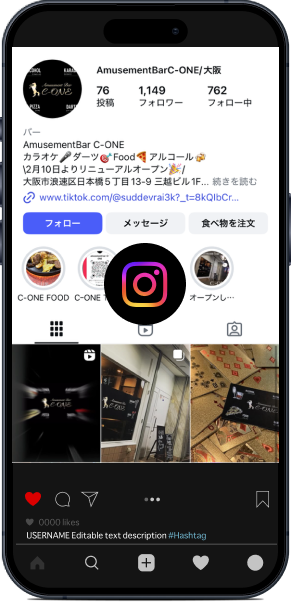 AmusementBarC-ONE/大阪
76
1,149
762
投稿
フォロワー
フォロー中
バー
AmusementBar C-ONE
カラオケ🎤ダーツ🎯Food🍕アルコール🍻
\2月10日よりリニューアルオープン🎉/
大阪市浪速区日本橋５丁目13-9 三越ビル1F... 続きを読む
www.tiktok.com/@suddevrai3k?_t=8kQIbCr...
フォロー
メッセージ
食べ物を注文
C-ONE FOOD
C-ONE T
オープンし…
C-ONE
0000 likes
USERNAME Editable text description #Hashtag